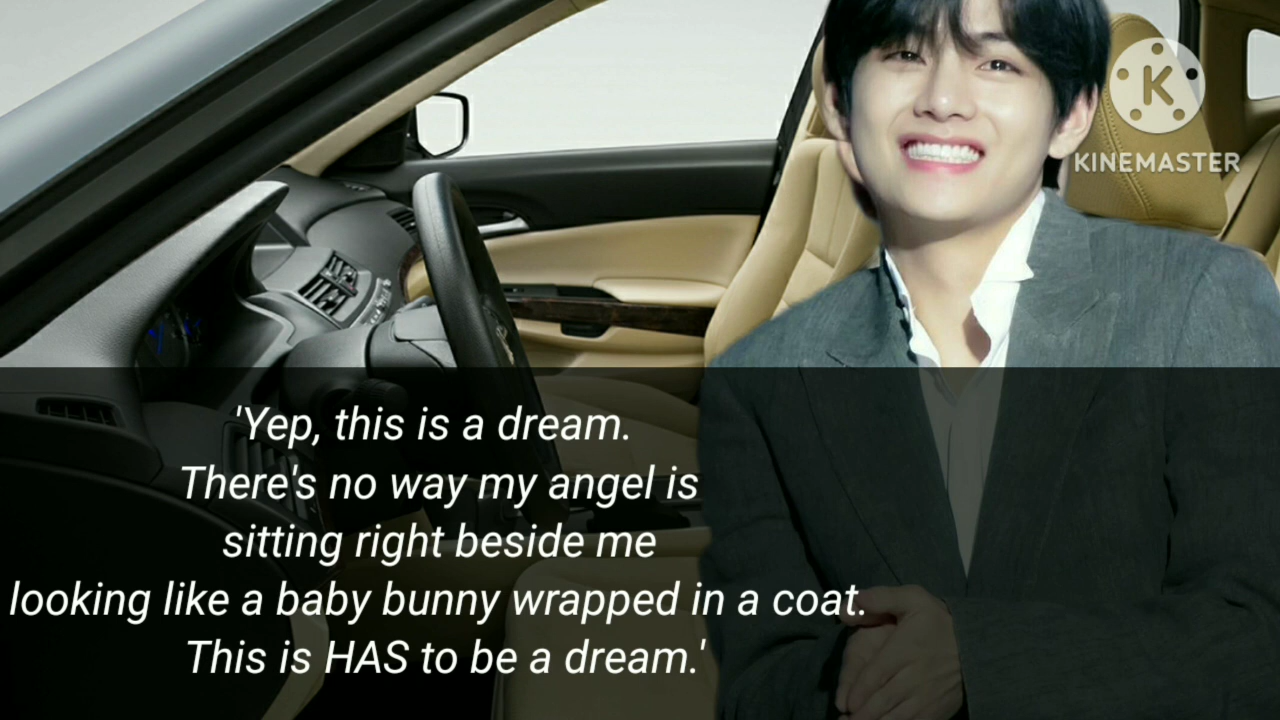 K
KINEMASTER
'Yep, this is a dream.
There's no way my angel is
sitting right beside me
looking like a baby bunny wrapped in a coat.
This is HAS to be a dream.'